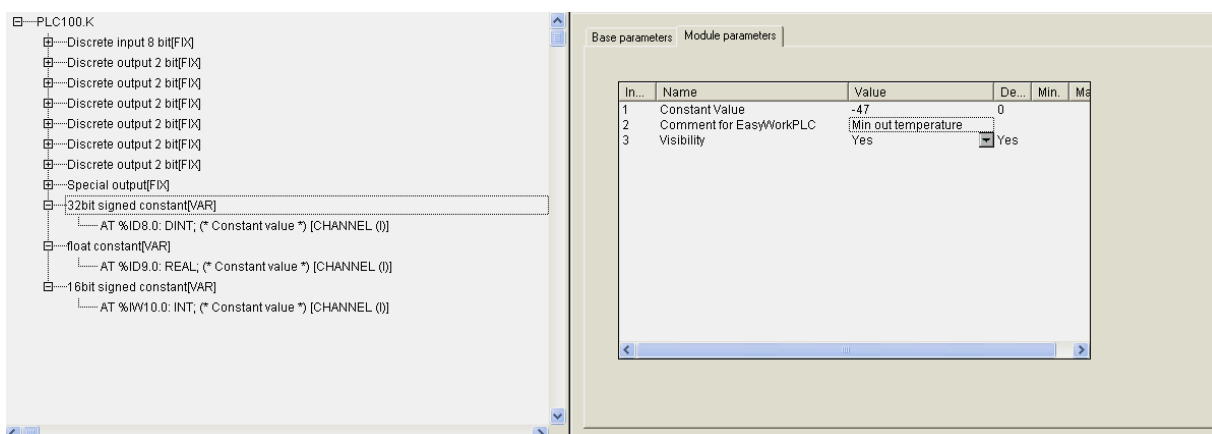 PLC100.K
Discrete input 8 bit[FIX]
Discrete output 2 bit[FIX]
Discrete output 2 bit[FIX]
Discrete output 2 bit[FIX]
Discrete output 2 bit[FIX]
Discrete output 2 bit[FIX]
Discrete output 2 bit[FIX]
Special output[FIX]
32bit signed constant[VAR]
AT %ID8.0: DINT; (* Constant value *) [CHANNEL (I)]
float constant[VAR]
AT %ID9.0: REAL; (* Constant value *) [CHANNEL (I)]
16bit signed constant[VAR]
AT %IW10.0: INT; (* Constant value *) [CHANNEL (I)]
Base parameters Module parameters
In... Name Value De... Min. Ma
1 Constant Value -47 0
2 Comment for EasyWorkPLC Min out temperature
3 Visibility Yes Yes